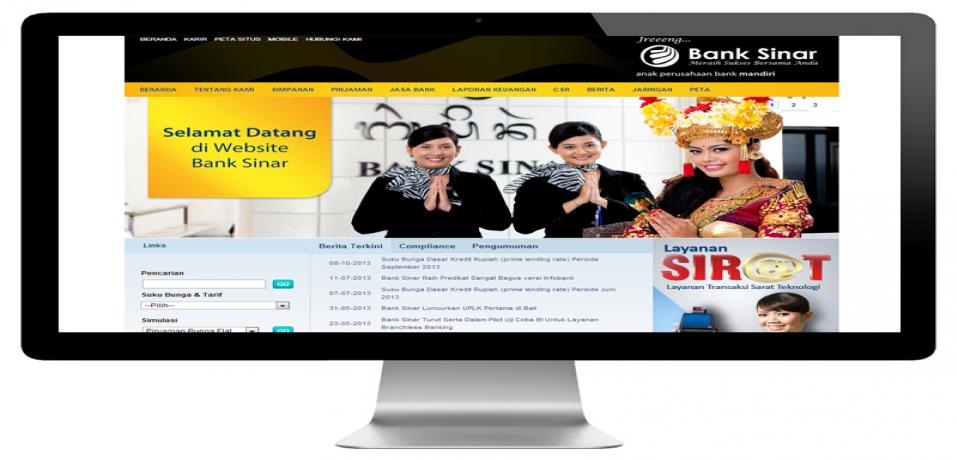 BERANDA KARIR PETA SITUS MOBILE HUBUNGI KAMI
Jreeeng...
Bank Sinar
Meraih Sukses Bersama Anda
anak perusahaan bank mandiri
BERANDA TENTANG KAMI SIMPANAN PINJAMAN JASA BANK LAPORAN KEUANGAN CSR BERITA JARINGAN PETA
1 2 3
Selamat Datang
di Website
Bank Sinar
BANK SIN
Links
Berita Terkini Compliance Pengumuman
Layanan
SIR@T
Layanan Transaksi Sarat Teknologi
Pencarian
GO
Suku Bunga & Tarif
--Pilih--
Simulasi
Pinjaman Bunga Flat
GO
06-10-2013 Suku Bunga Dasar Kredit Rupiah (prime lending rate) Periode
September 2013
11-07-2013 Bank Sinar Raih Predikat Sangat Bagus versi Infobank
07-07-2013 Suku Bunga Dasar Kredit Rupiah (prime lending rate) Periode Juni
2013
31-05-2013 Bank Sinar Luncurkan UPLK Pertama di Bali
23-05-2013 Bank Sinar Turut Serta Dalam Pilot Uji Coba BI Untuk Layanan
Branchless Banking